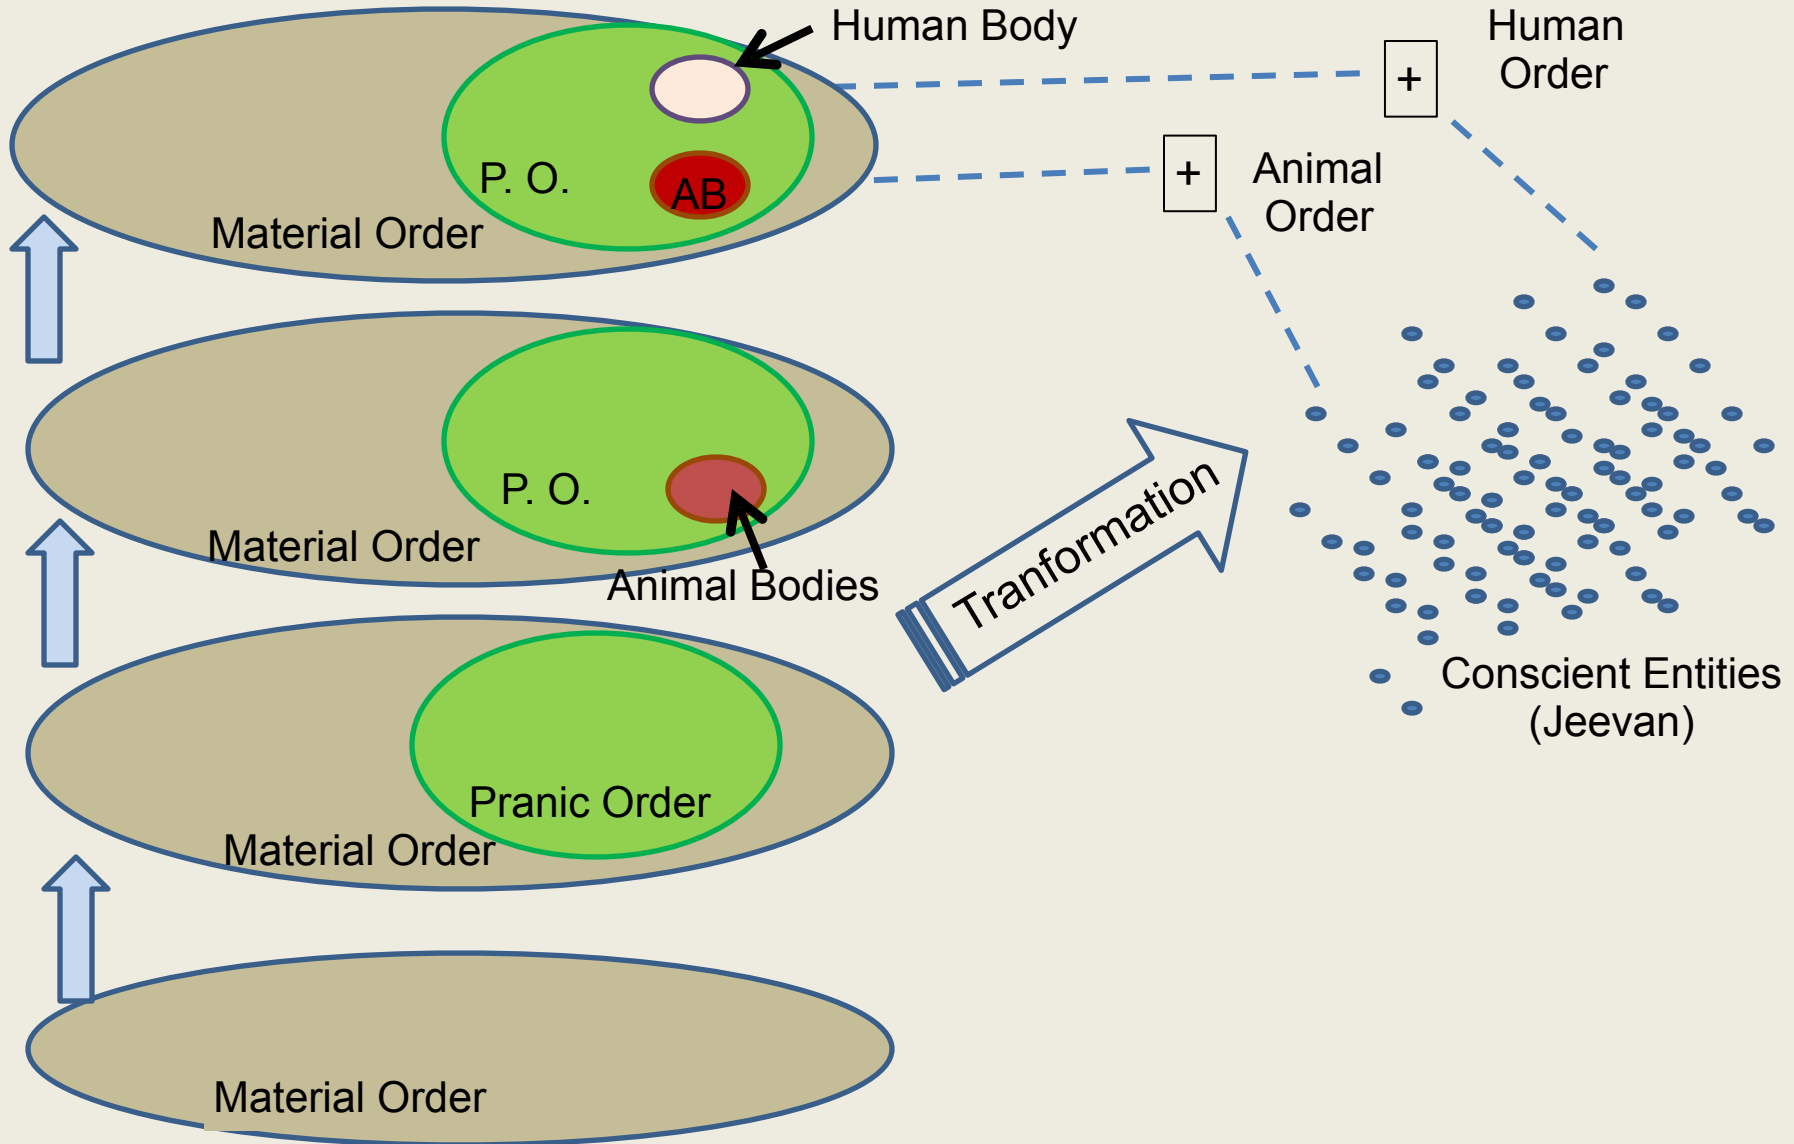 Human Body
Human
Order
+
P. O.
AB
+
Animal
Order
Material Order
P. O.
Material Order
Animal Bodies
Tranformation
Conscient Entities
(Jeevan)
Pranic Order
Material Order
Material Order